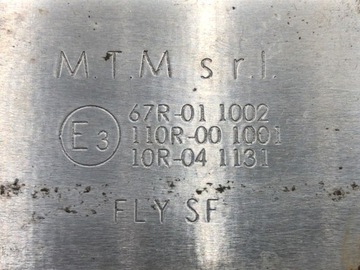 M.T.M s r.l.
67R-01 1002
E3 110R-00 1001
10R-04 1131
FLY SF